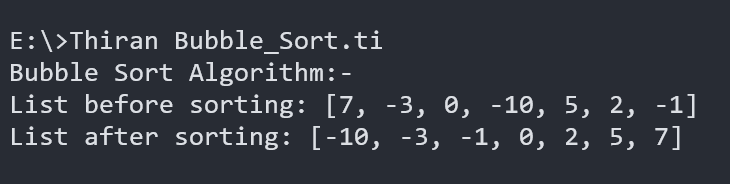 E:\>Thiran Bubble_Sort.ti
Bubble Sort Algorithm:-
List before sorting: [7, -3, 0, -10, 5, 2, -1]
List after sorting: [-10, -3, -1, 0, 2, 5, 7]